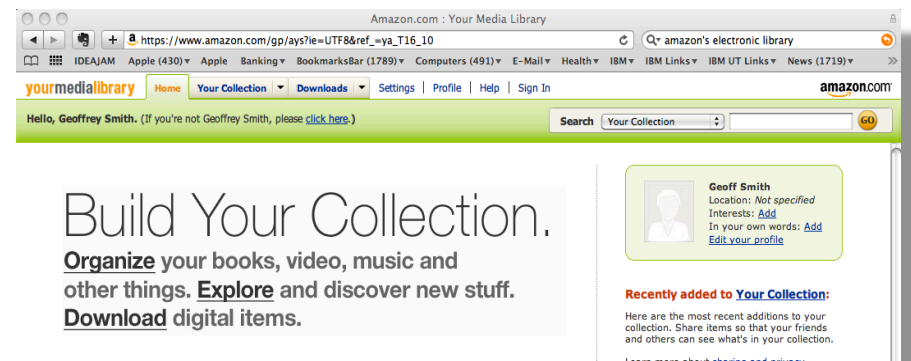 Amazon.com : Your Media Library
https://www.amazon.com/gp/ays?ie=UTF8&ref_=ya_T16_10
amazon's electronic library
IDEAJAM Apple (430) Apple Banking BookmarksBar (1789) Computers (491) E-Mail Health IBM IBM Links IBM UT Links News (1719) »
yourmedialibrary Home Your Collection Downloads Settings | Profile | Help | Sign In amazon.com
Hello, Geoffrey Smith. (If you're not Geoffrey Smith, please click here.) Search Your Collection GO
Build Your Collection.
Organize your books, video, music and
other things. Explore and discover new stuff.
Download digital items.
Geoff Smith
Location: Not specified
Interests: Add
In your own words: Add
Edit your profile
Recently added to Your Collection:
Here are the most recent additions to your
collection. Share items so that your friends
and others can see what's in your collection.
Learn more about sharing and privacy